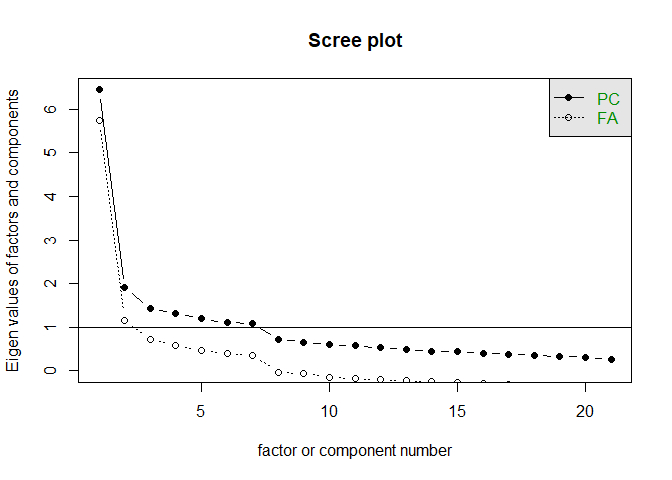 Scree plot
PC
FA
Eigen values of factors and components
6
5
4
3
2
1
0
5
10
15
20
factor or component number